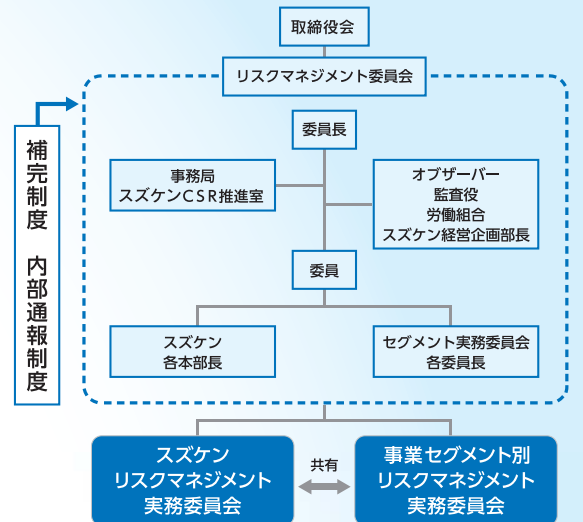 取締役会
リスクマネジメント委員会
委員長
事務局
スズケンCSR推進室
オブザーバー
監査役
労働組合
スズケン経営企画部長
委員
スズケン
各本部長
セグメント実務委員会
各委員長
補完制度 内部通報制度
スズケン
リスクマネジメント
実務委員会
共有
事業セグメント別
リスクマネジメント
実務委員会